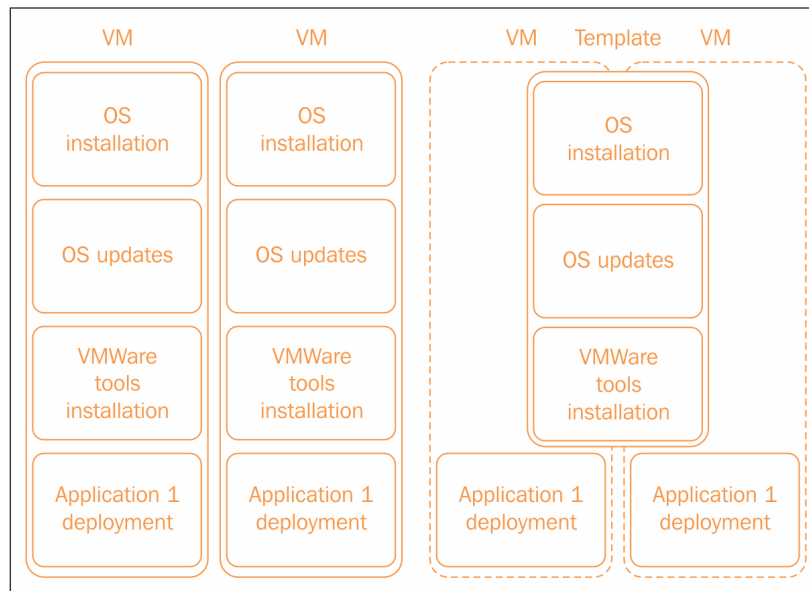 VM
OS
installation
OS updates
VMWare
tools
installation
Application 1
deployment
VM
OS
installation
OS updates
VMWare
tools
installation
Application 1
deployment
VM Template VM
OS
installation
OS updates
VMWare
tools
installation
Application 1
deployment
Application 1
deployment